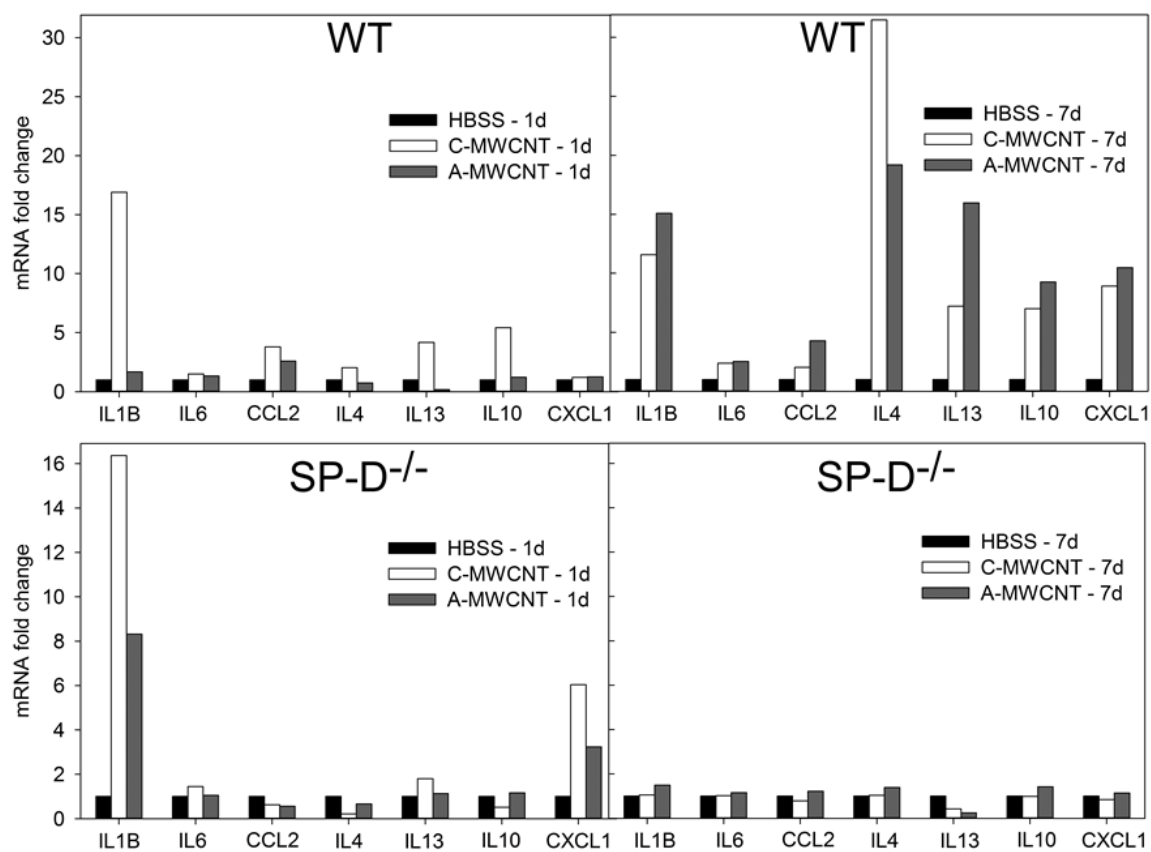 WT
WT
mRNA fold change
30
25
20
15
10
5
0
HBSS - 1d
C-MWCNT - 1d
A-MWCNT - 1d
HBSS - 7d
C-MWCNT - 7d
A-MWCNT - 7d
IL1B IL6 CCL2 IL4 IL13 IL10 CXCL1
IL1B IL6 CCL2 IL4 IL13 IL10 CXCL1
SP-D-/-
SP-D-/-
mRNA fold change
16
14
12
10
8
6
4
2
0
HBSS - 1d
C-MWCNT - 1d
A-MWCNT - 1d
HBSS - 7d
C-MWCNT - 7d
A-MWCNT - 7d
IL1B IL6 CCL2 IL4 IL13 IL10 CXCL1
IL1B IL6 CCL2 IL4 IL13 IL10 CXCL1